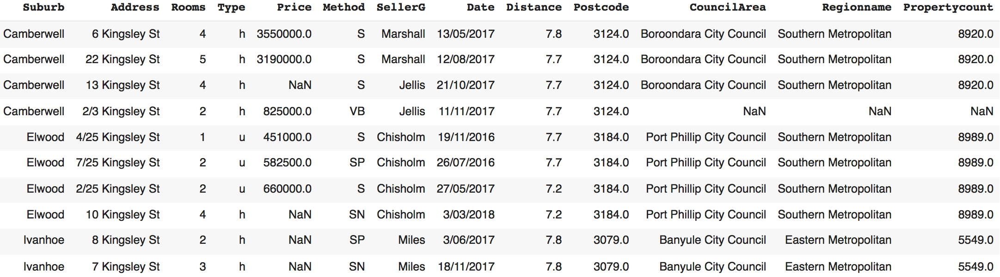 Suburb Address Rooms Type Price Method SellerG Date Distance Postcode CouncilArea Regionname Propertycount
Camberwell 6 Kingsley St 4 h 3550000.0 S Marshall 13/05/2017 7.8 3124.0 Boroondara City Council Southern Metropolitan 8920.0
Camberwell 22 Kingsley St 5 h 3190000.0 S Marshall 12/08/2017 7.7 3124.0 Boroondara City Council Southern Metropolitan 8920.0
Camberwell 13 Kingsley St 4 h NaN S Jellis 21/10/2017 7.7 3124.0 Boroondara City Council Southern Metropolitan 8920.0
Camberwell 2/3 Kingsley St 2 h 825000.0 VB Jellis 11/11/2017 7.7 3124.0 NaN NaN NaN
Elwood 4/25 Kingsley St 1 u 451000.0 S Chisholm 19/11/2016 7.7 3184.0 Port Phillip City Council Southern Metropolitan 8989.0
Elwood 7/25 Kingsley St 2 u 582500.0 SP Chisholm 26/07/2016 7.7 3184.0 Port Phillip City Council Southern Metropolitan 8989.0
Elwood 2/25 Kingsley St 2 u 660000.0 S Chisholm 27/05/2017 7.2 3184.0 Port Phillip City Council Southern Metropolitan 8989.0
Elwood 10 Kingsley St 4 h NaN SN Chisholm 3/03/2018 7.2 3184.0 Port Phillip City Council Southern Metropolitan 8989.0
Ivanhoe 8 Kingsley St 2 h NaN SP Miles 3/06/2017 7.8 3079.0 Banyule City Council Eastern Metropolitan 5549.0
Ivanhoe 7 Kingsley St 3 h NaN SN Miles 18/11/2017 7.8 3079.0 Banyule City Council Eastern Metropolitan 5549.0